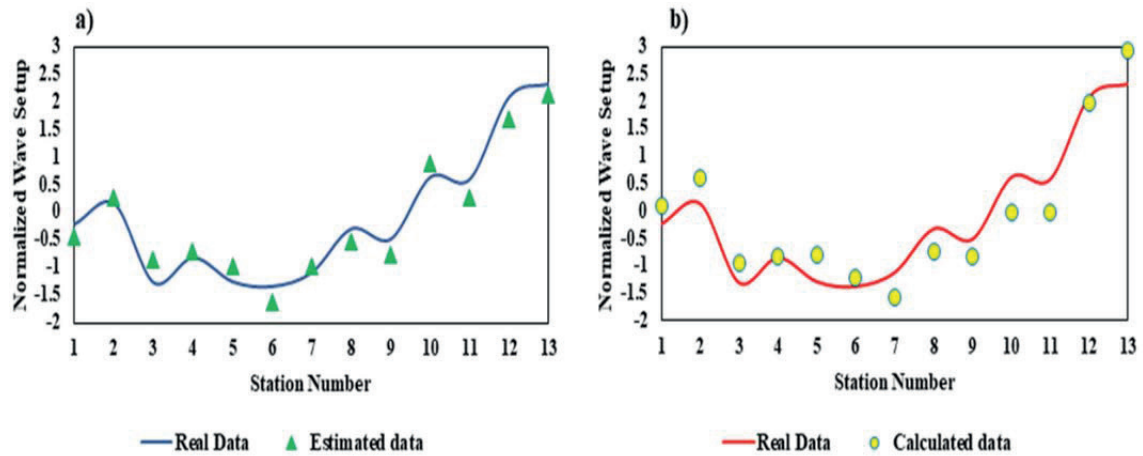 a)
Normalized Wave Setup
3
2.5
2
1.5
1
0.5
0
-0.5
-1
-1.5
-2
1 2 3 4 5 6 7 8 9 10 11 12 13
Station Number
Real Data Estimated data
b)
Normalized Wave Setup
3
2.5
2
1.5
1
0.5
0
-0.5
-1
-1.5
-2
1 2 3 4 5 6 7 8 9 10 11 12 13
Station Number
Real Data Calculated data